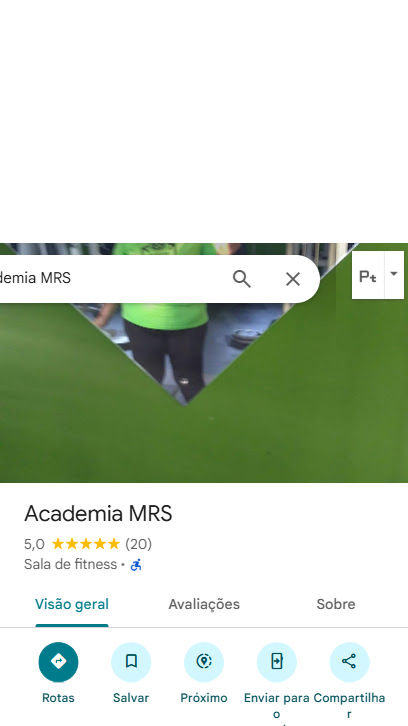 demia MRS
Pt
Academia MRS
5,0 (20)
Sala de fitness •
Visão geral Avaliações Sobre
Rotas Salvar Próximo Enviar para o Compartilhar